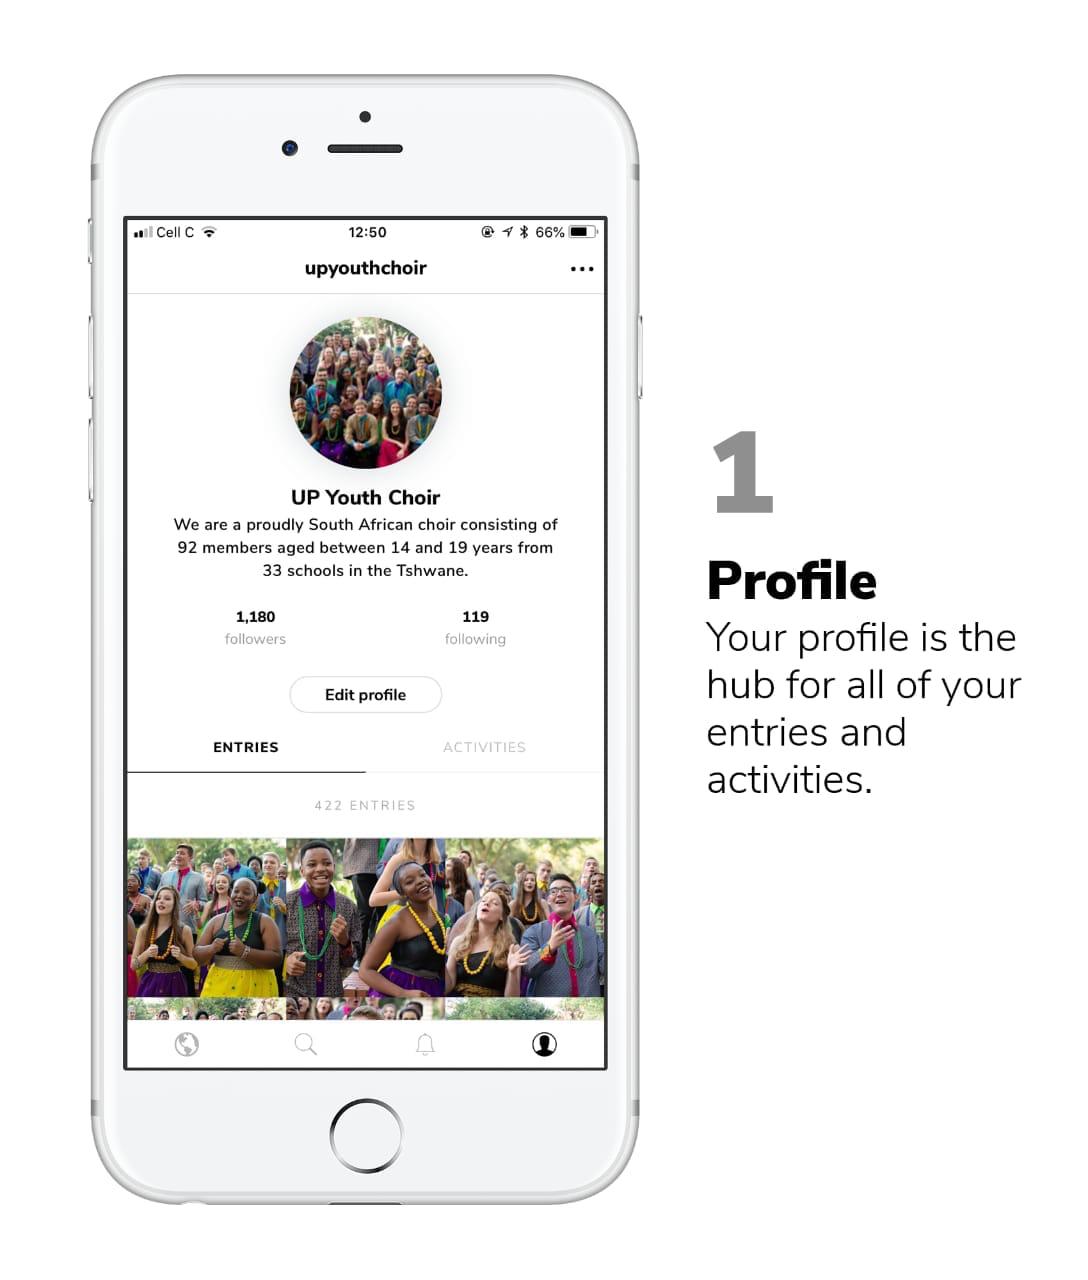 Cell C
12:50
66%
upyouthchoir
UP Youth Choir
We are a proudly South African choir consisting of
92 members aged between 14 and 19 years from
33 schools in the Tshwane.
1,180
followers
119
following
Edit profile
ENTRIES
ACTIVITIES
422 ENTRIES
1
Profile
Your profile is the
hub for all of your
entries and
activities.